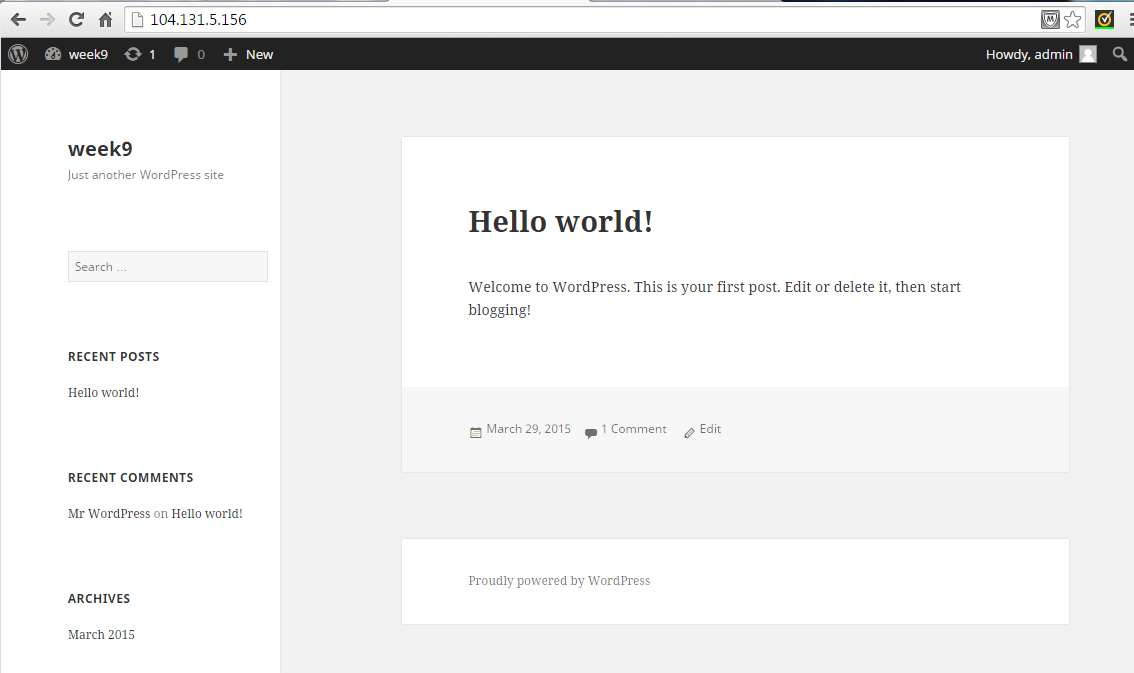 104.131.5.156
week9 1 0 New Howdy, admin
week9
Just another WordPress site
Search ...
RECENT POSTS
Hello world!
RECENT COMMENTS
Mr WordPress on Hello world!
ARCHIVES
March 2015
Hello world!
Welcome to WordPress. This is your first post. Edit or delete it, then start
blogging!
March 29, 2015 1 Comment Edit
Proudly powered by WordPress